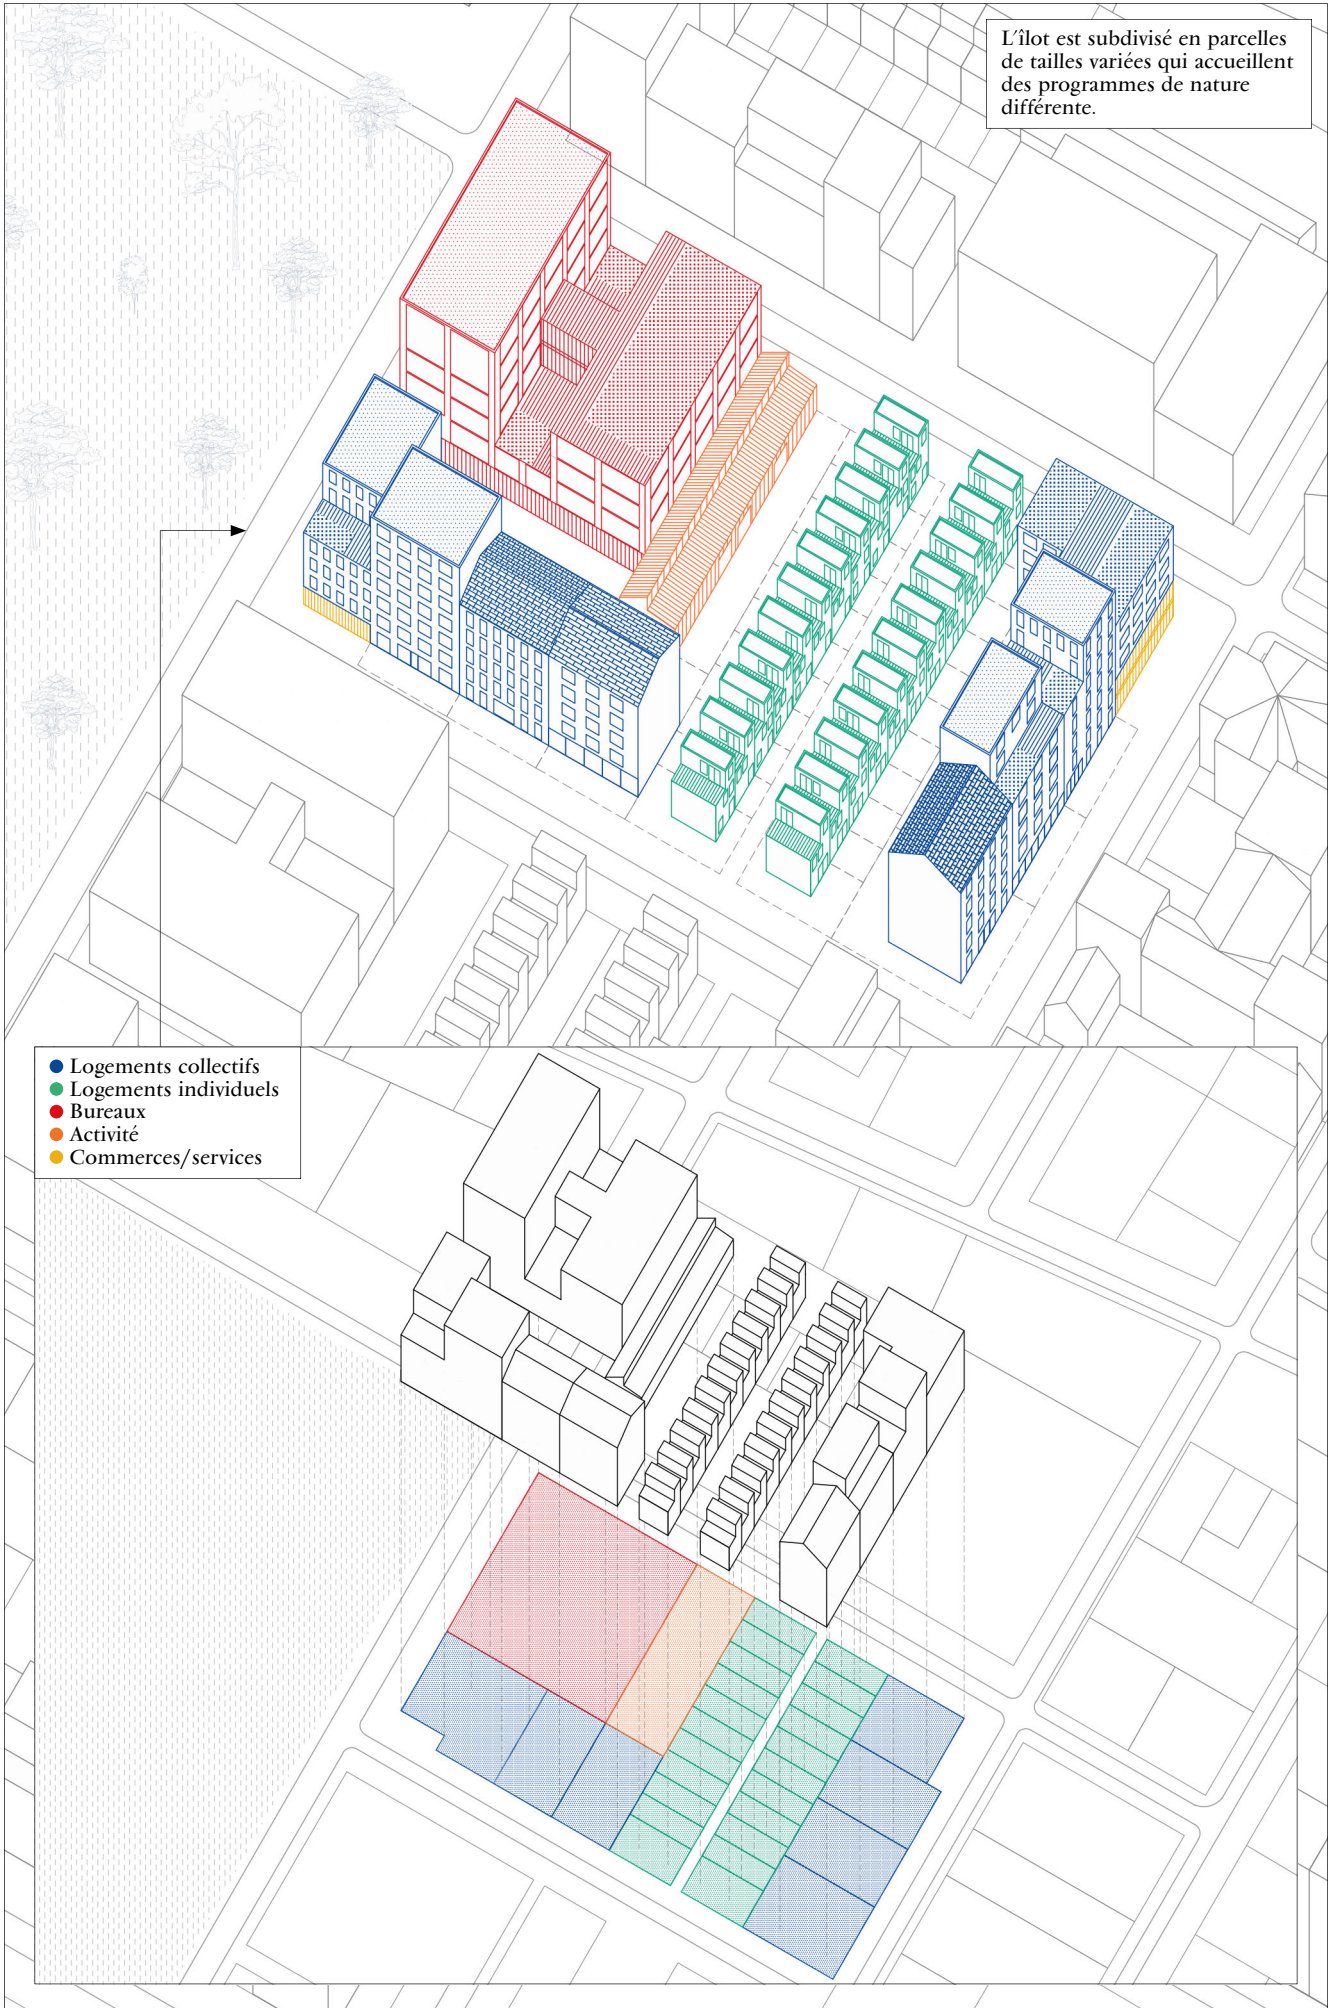 L'îlot est subdivisé en parcelles
de tailles variées qui accueillent
des programmes de nature
différente.
Logements collectifs
Logements individuels
Bureaux
Activité
Commerces/services